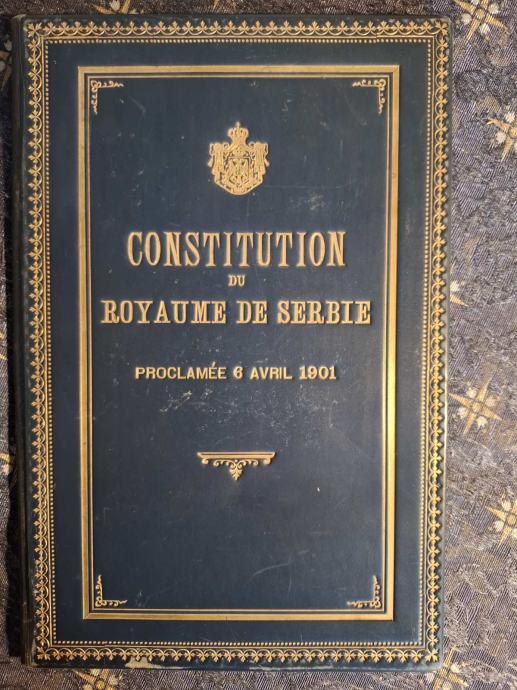 CONSTITUTION
DU
ROYAUME DE SERBIE
PROCLAMÉE 6 AVRIL 1901